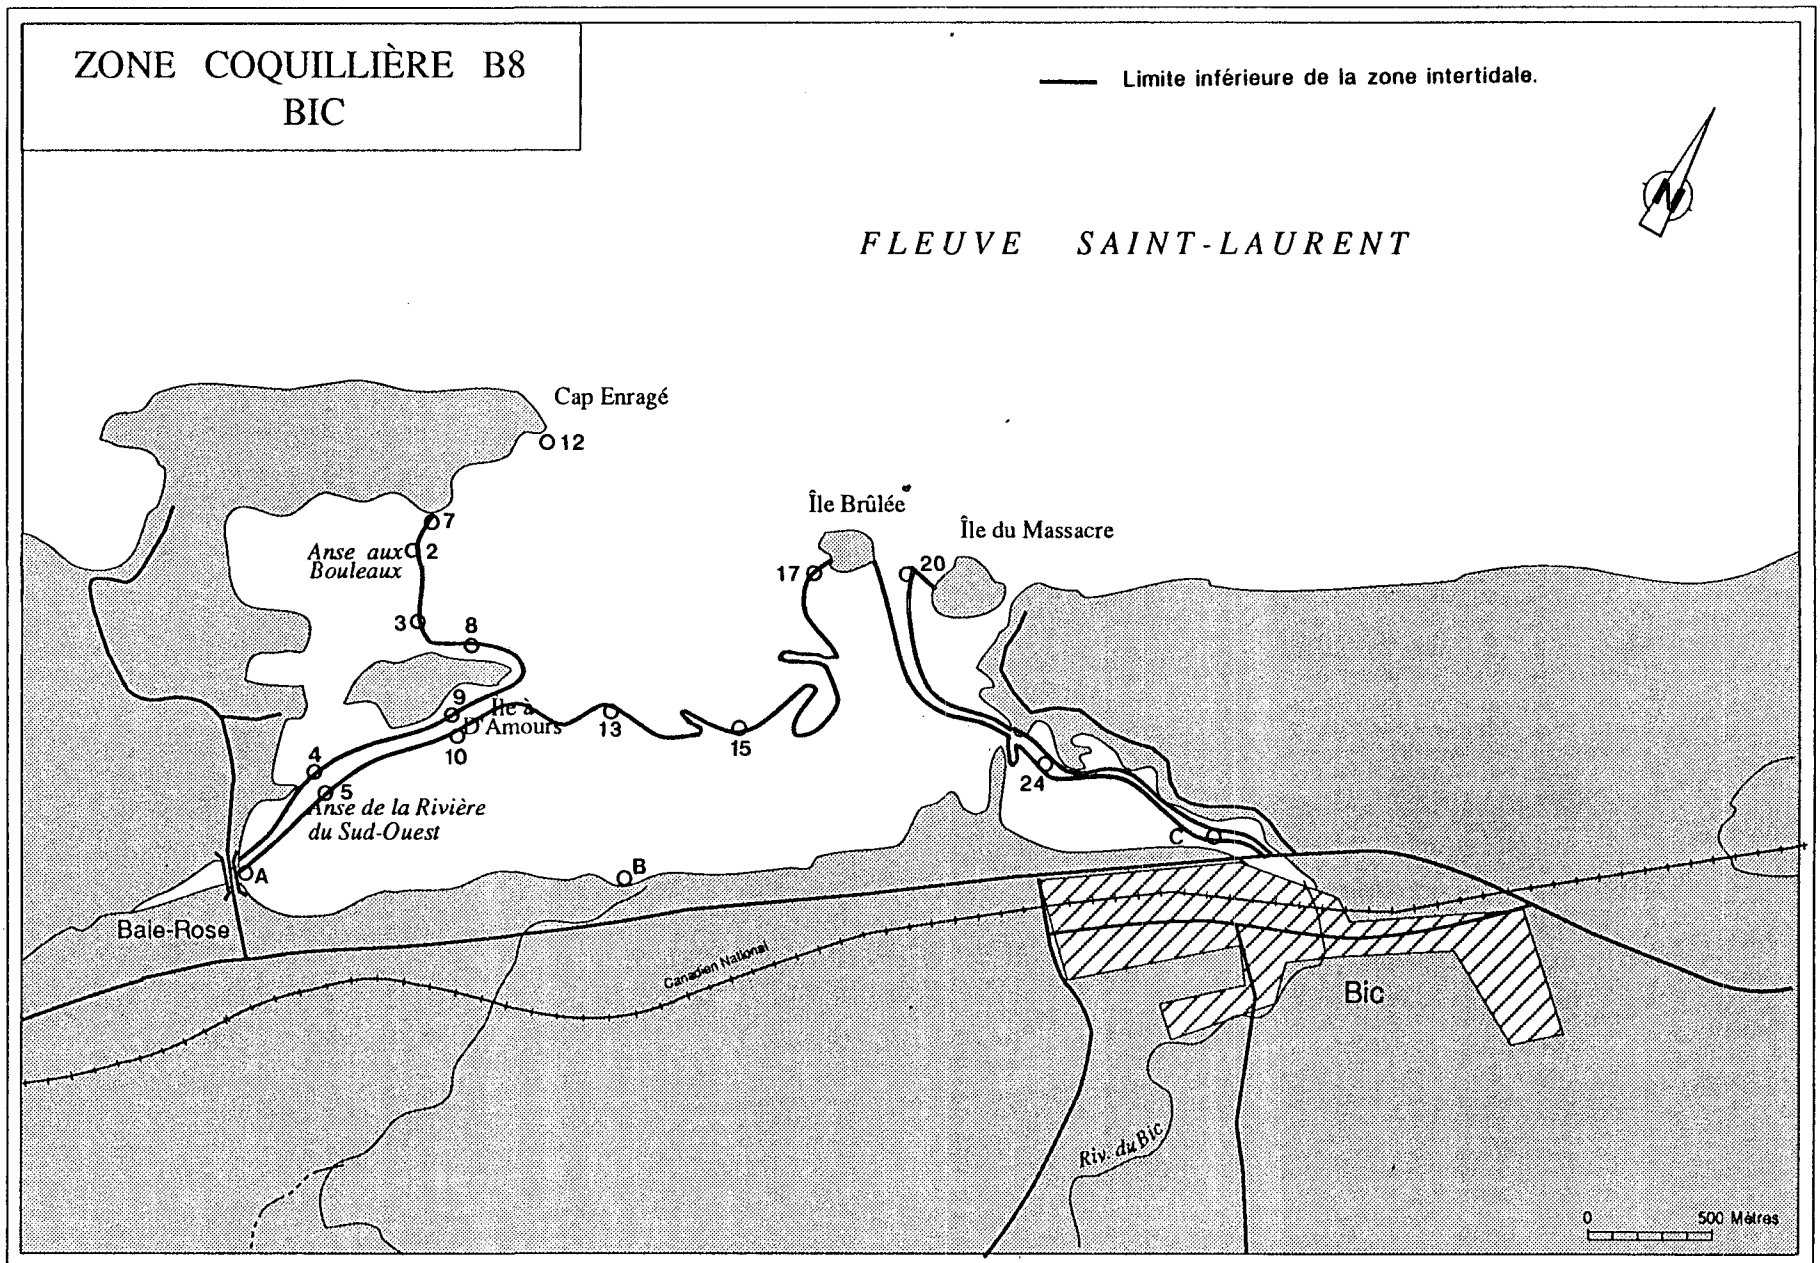 ZONE COQUILLIÈRE B8
BIC
Limite inférieure de la zone intertidale.
N
FLEUVE SAINT-LAURENT
Cap Enragé
12
Île Brûlée
Île du Massacre
7
Anse aux
Bouleaux
2
17
20
3
8
9
Ile à
D'Amours
10
13
15
4
5
24
Anse de la Rivière
du Sud-Ouest
C
A
B
Baie-Rose
Canadien National
Bic
Riv. du Bic
0 500 Mètres